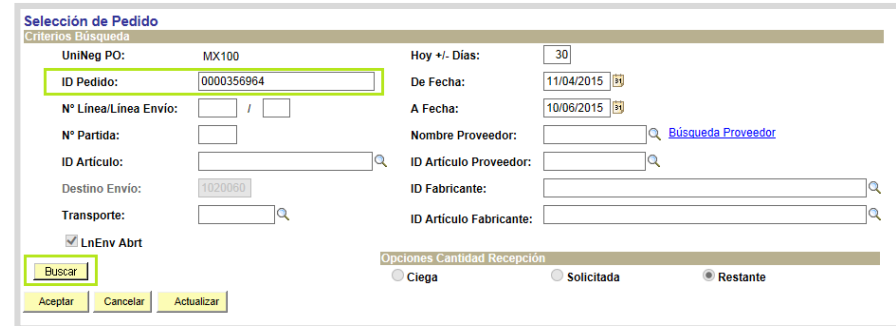 Selección de Pedido
Criterios Búsqueda
UniNeg PO: MX100 Hoy +/- Días: 30
ID Pedido: 0000356964 De Fecha: 11/04/2015 31
Nº Línea/Línea Envío: / A Fecha: 10/06/2015 31
Nº Partida: Nombre Proveedor: Búsqueda Proveedor
ID Artículo: ID Artículo Proveedor:
Destino Envío: 1020060 ID Fabricante:
Transporte: ID Artículo Fabricante:
LnEnv Abrt
Opciones Cantidad Recepción
Buscar Ciega Solicitada Restante
Aceptar Cancelar Actualizar